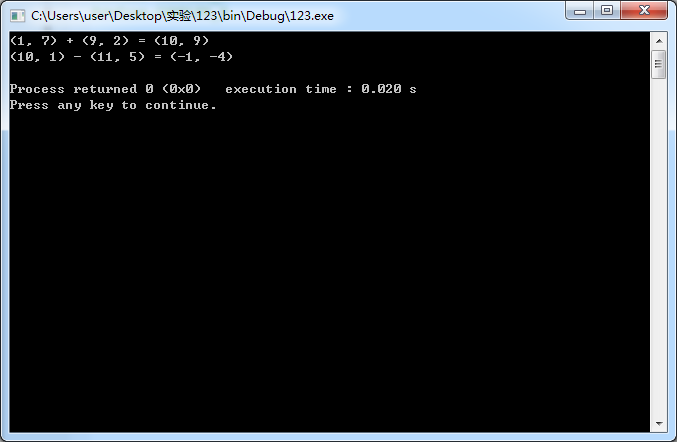 C:\Users\user\Desktop\实验\123\bin\Debug\123.exe
(1, 7) + (9, 2) = (10, 9)
(10, 1) - (11, 5) = (-1, -4)
Process returned 0 (0x0)   execution time : 0.020 s
Press any key to continue.